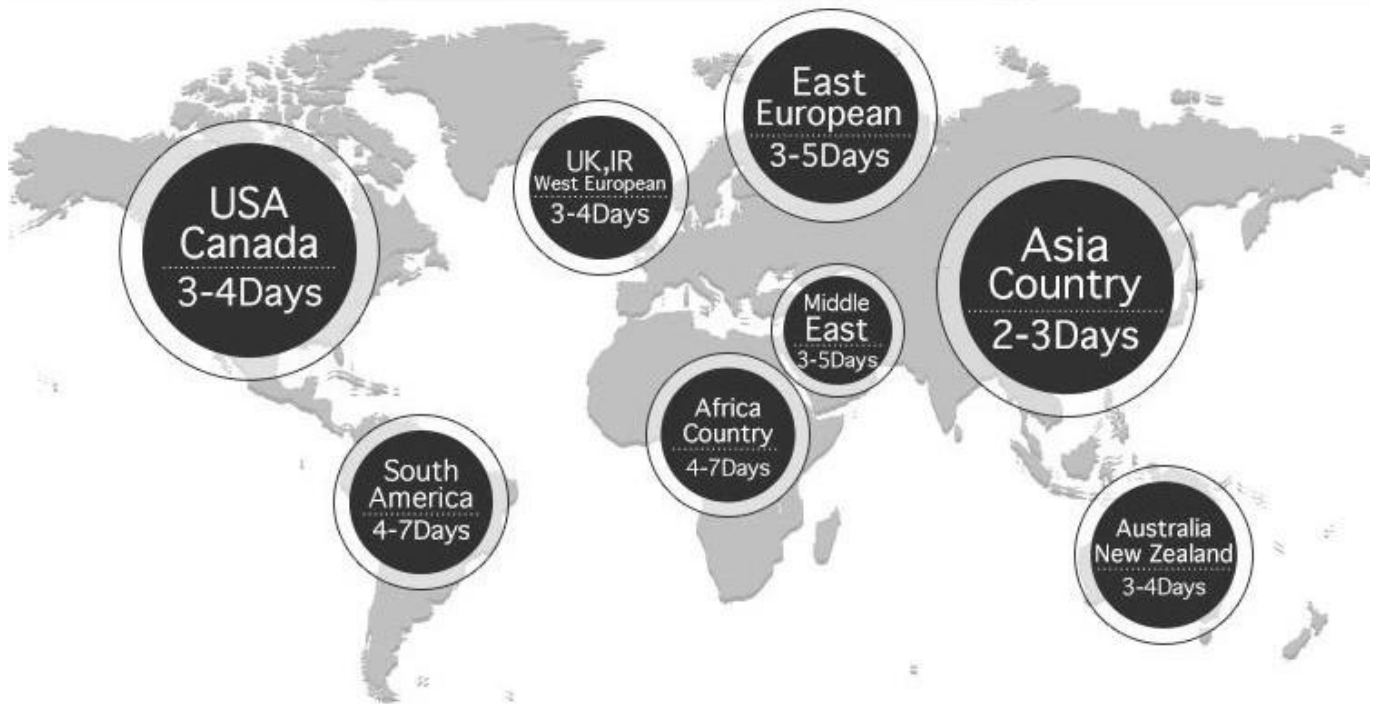 USA
Canada
3-4Days
UK,IR
West European
3-4Days
East
European
3-5Days
Asia
Country
2-3Days
Middle
East
3-5Days
Africa
Country
4-7Days
South
America
4-7Days
Australia
New Zealand
3-4Days